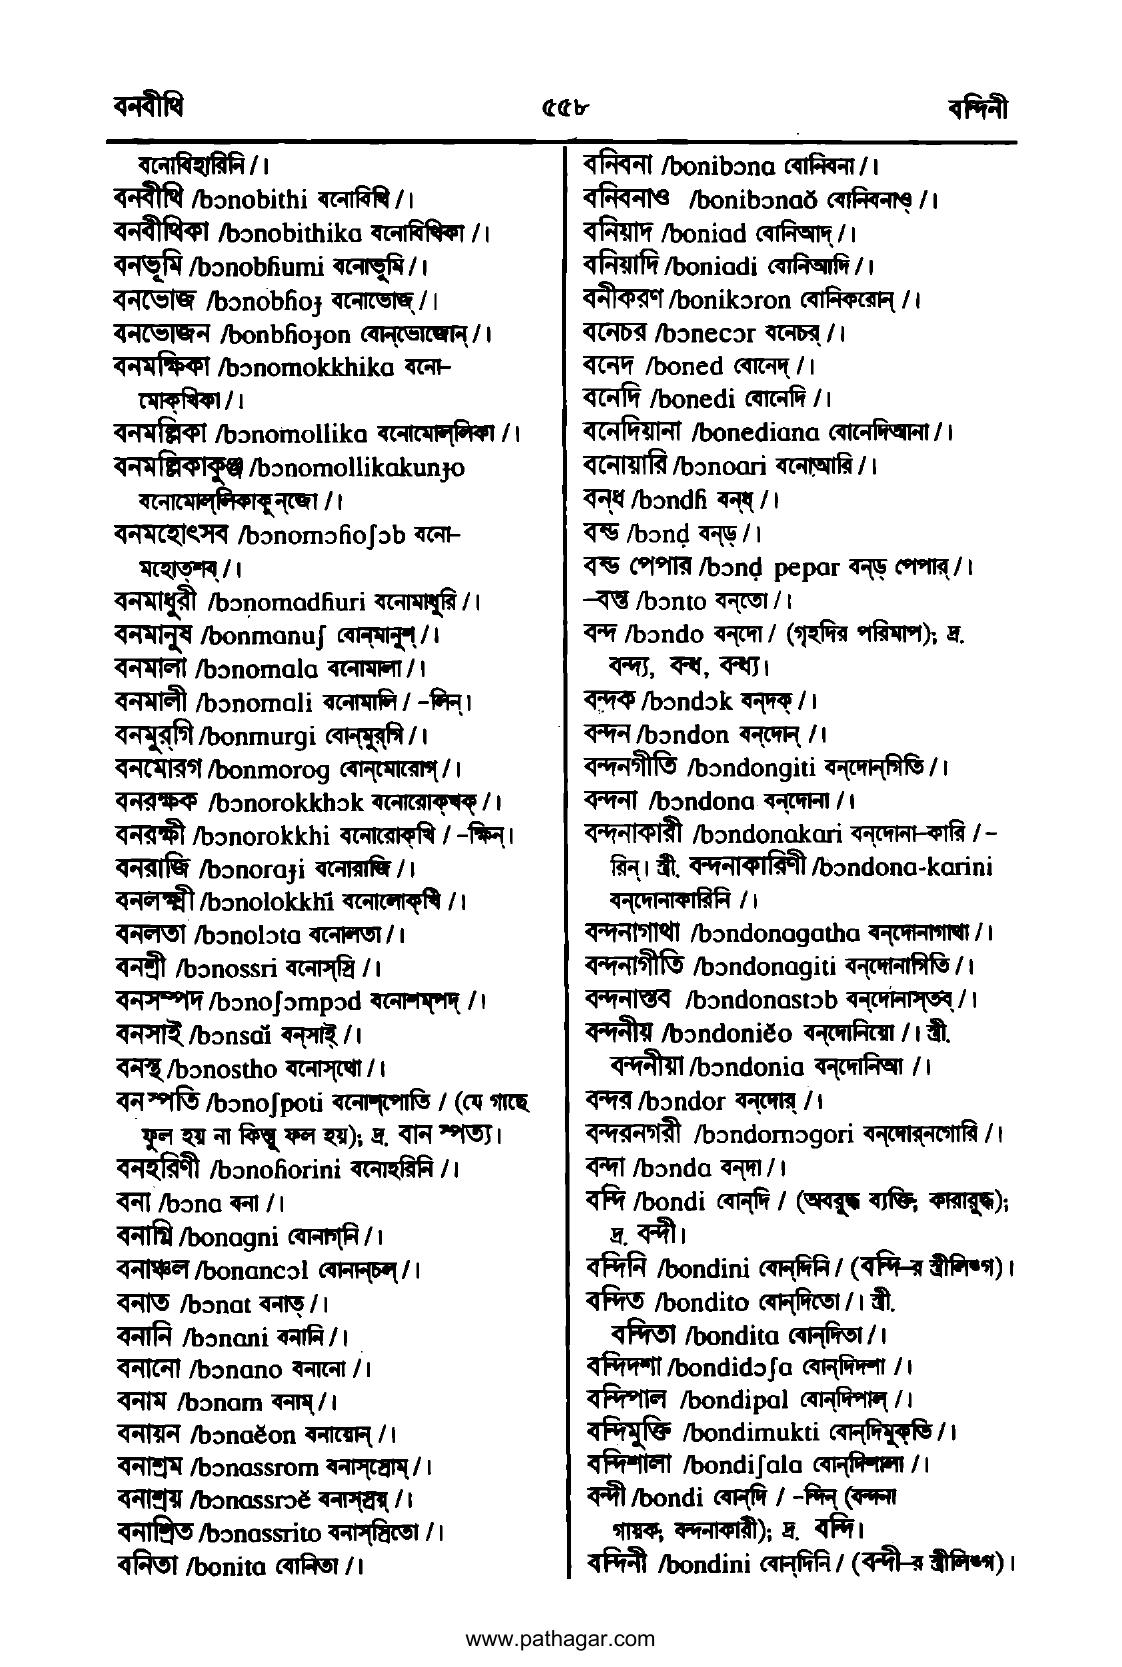 বনবীথি ৫৫৮ বন্দিনী
বনোবিহারিনি /।
বনবীথি /bɔnobithi বনোবিথি /।
বনবীথিকা /bɔnobithika বনোবিথিকা /।
বনভূমি /bɔnobɦumi বনোভুমি /।
বনভোজ /bɔnobɦoɟ বনোভোজ্ /।
বনভোজন /bonbɦoɟon বোন্‌ভোজোন্ /।
বনমক্ষিকা /bɔnomokkhika বনো–
মোক্‌খিকা /।
বনমল্লিকা /bɔnomollika বনোমোল্‌লিকা /।
বনমল্লিকাকুঞ্জ /bɔnomollikakunɟo
বনোমোল্‌লিকাকুন্‌জো /।
বনমহোৎসব /bɔnomɔɦoʃɔb বনো–
মহোত্‌শব্ /।
বনমাধুরী /bɔnomadɦuri বনোমাধুরি /।
বনমানুষ /bonmanuʃ বোন্‌মানুশ্ /।
বনমালা /bɔnomala বনোমালা /।
বনমালী /bɔnomali বনোমালি / -লিন্।
বনমুর্‌গি /bonmurgi বোন্‌মুর্‌গি /।
বনমোরগ /bonmorog বোন্‌মোরোগ্ /।
বনরক্ষক /bɔnorokkhɔk বনোরোক্‌খক্ /।
বনরক্ষী /bɔnorokkhi বনোরোক্‌খি / -ক্ষিন্।
বনরাজি /bɔnoraɟi বনোরাজি /।
বনলক্ষ্মী /bɔnolokkhĩ বনোলোক্‌খিঁ /।
বনলতা /bɔnolɔta বনোলতা /।
বনশ্রী /bɔnossri বনোস্‌স্রি /।
বনসম্পদ /bɔnoʃɔmpɔd বনোশম্‌পদ্ /।
বনসাই /bɔnsaĭ বন্‌সাই্ /।
বনস্থ /bɔnostho বনোস্‌থো /।
বনস্পতি /bɔnoʃpoti বনোশ্‌পোতি / (যে গাছে
ফুল হয় না কিন্তু ফল হয়); দ্র. বানস্পত্য।
বনহরিণী /bɔnoɦorini বনোহরিনি /।
বনা /bɔna বনা /।
বনাগ্নি /bonagni বোনাগ্‌নি /।
বনাঞ্চল /bonancɔl বোনান্‌চল্ /।
বনাত /bɔnat বনাত্ /।
বনানি /bɔnani বনানি /।
বনানো /bɔnano বনানো /।
বনাম /bɔnam বনাম্ /।
বনায়ন /bɔnaĕon বনায়োন্ /।
বনাশ্রম /bɔnassrom বনাস্‌স্রোম্ /।
বনাশ্রয় /bɔnassrɔĕ বনাস্‌স্রয়্ /।
বনাশ্রিত /bɔnassrito বনাস্‌স্রিতো /।
বনিতা /bonita বোনিতা /।
বনিবনা /bonibɔna বোনিবনা /।
বনিবনাও /bonibɔnaŏ বোনিবনাও্ /।
বনিয়াদ /boniad বোনিআদ্ /।
বনিয়াদি /boniadi বোনিআদি /।
বনীকরণ /bonikɔron বোনিকরোন্ /।
বনেচর /bɔnecɔr বনেচর্ /।
বনেদ /boned বোনেদ্ /।
বনেদি /bonedi বোনেদি /।
বনেদিয়ানা /bonediana বোনেদিআনা /।
বনোয়ারি /bɔnoari বনোআরি /।
বন্‌ধ /bɔndɦ বন্‌ধ্ /।
বন্ড /bɔnḍ বন্‌ড্ /।
বন্ড পেপার /bɔnḍ pepar বন্‌ড্ পেপার্ /।
–বন্ত /bɔnto বন্‌তো /।
বন্দ /bɔndo বন্‌দো / (গৃহদির পরিমাপ); দ্র.
বন্দ্য, বন্ধ, বন্ধ্য।
বন্দক /bɔndɔk বন্‌দক্ /।
বন্দন /bɔndon বন্‌দোন্ /।
বন্দনগীতি /bɔndongiti বন্‌দোন্‌গিতি /।
বন্দনা /bɔndona বন্‌দোনা /।
বন্দনাকারী /bɔndonakari বন্‌দোনা–কারি / –
রিন্। স্ত্রী. বন্দনাকারিণী /bɔndona-karini
বন্‌দোনাকারিনি /।
বন্দনাগাথা /bɔndonagatha বন্‌দোনাগাথা /।
বন্দনাগীতি /bɔndonagiti বন্‌দোনাগিতি /।
বন্দনাস্তব /bɔndonastɔb বন্‌দোনাস্‌তব্ /।
বন্দনীয় /bɔndoniĕo বন্‌দোনিয়ো /। স্ত্রী.
বন্দনীয়া /bɔndonia বন্‌দোনিআ /।
বন্দর /bɔndor বন্‌দোর্ /।
বন্দরনগরী /bɔndornɔgori বন্‌দোর্‌নগোরি /।
বন্দা /bɔnda বন্‌দা /।
বন্দি /bondi বোন্‌দি / (অবরুদ্ধ ব্যক্তি; কারারুদ্ধ);
দ্র. বন্দী।
বন্দিনি /bondini বোন্‌দিনি / (বন্দি–র স্ত্রীলিঙ্গ)।
বন্দিত /bondito বোন্‌দিতো /। স্ত্রী.
বন্দিতা /bondita বোন্‌দিতা /।
বন্দিদশা /bondidɔʃa বোন্‌দিদশা /।
বন্দিপাল /bondipal বোন্‌দিপাল্ /।
বন্দিমুক্তি /bondimukti বোন্‌দিমুক্‌তি /।
বন্দিশালা /bondiʃala বোন্‌দিশালা /।
বন্দী /bondi বোন্‌দি / -ন্দিন্ (বন্দনা
গায়ক; বন্দনাকারী); দ্র. বন্দি।
বন্দিনী /bondini বোন্‌দিনি / (বন্দী–র স্ত্রীলিঙ্গ)।
www.pathagar.com